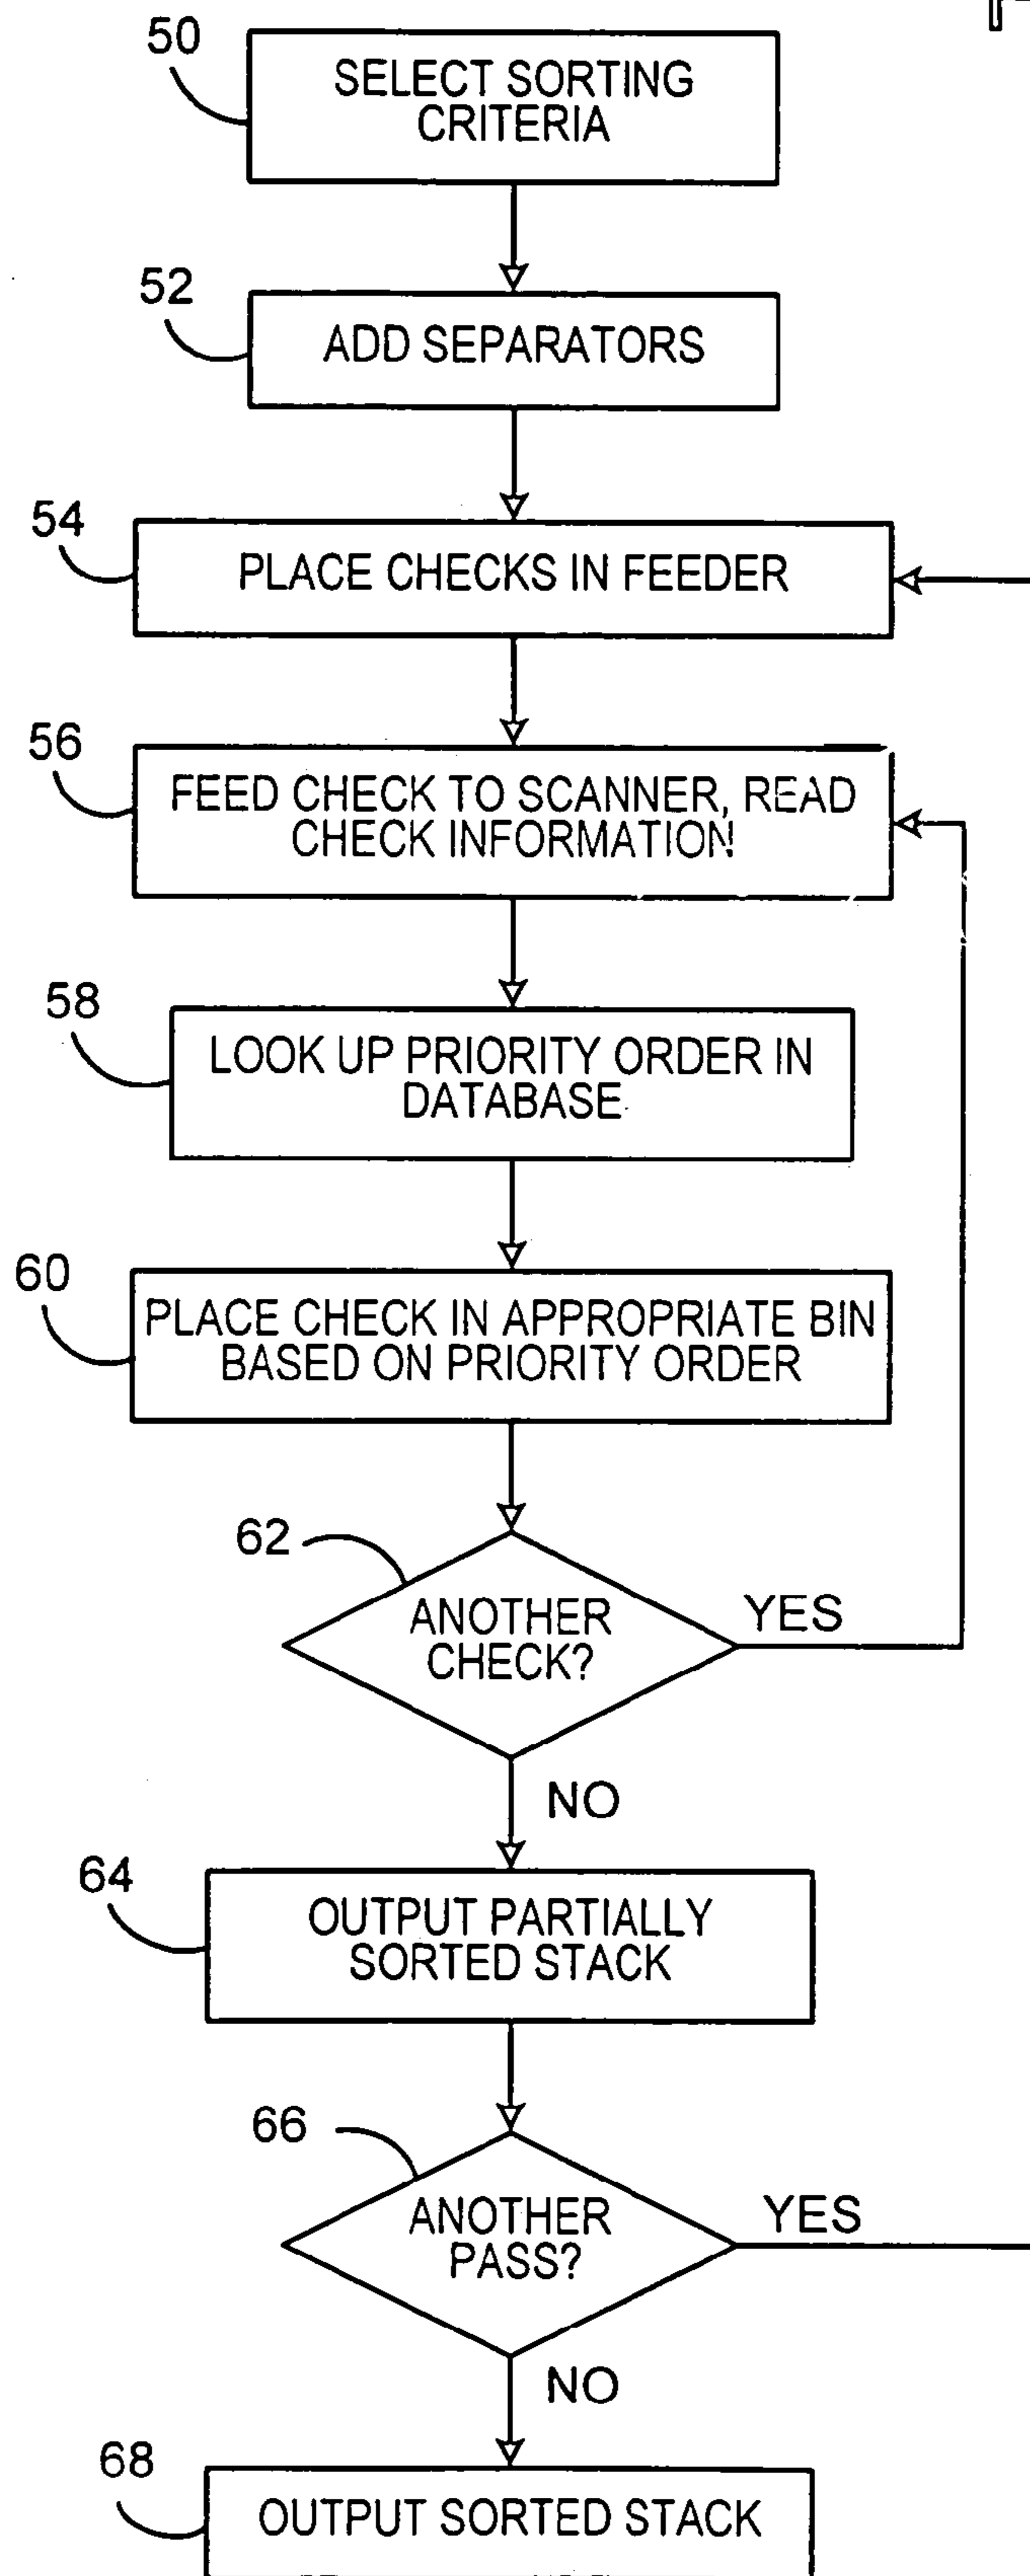 50
SELECT SORTING
CRITERIA
52
ADD SEPARATORS
54
PLACE CHECKS IN FEEDER
56
FEED CHECK TO SCANNER, READ
CHECK INFORMATION
58
LOOK UP PRIORITY ORDER IN
DATABASE
60
PLACE CHECK IN APPROPRIATE BIN
BASED ON PRIORITY ORDER
62
ANOTHER
CHECK?
YES
NO
64
OUTPUT PARTIALLY
SORTED STACK
66
ANOTHER
PASS?
YES
NO
68
OUTPUT SORTED STACK